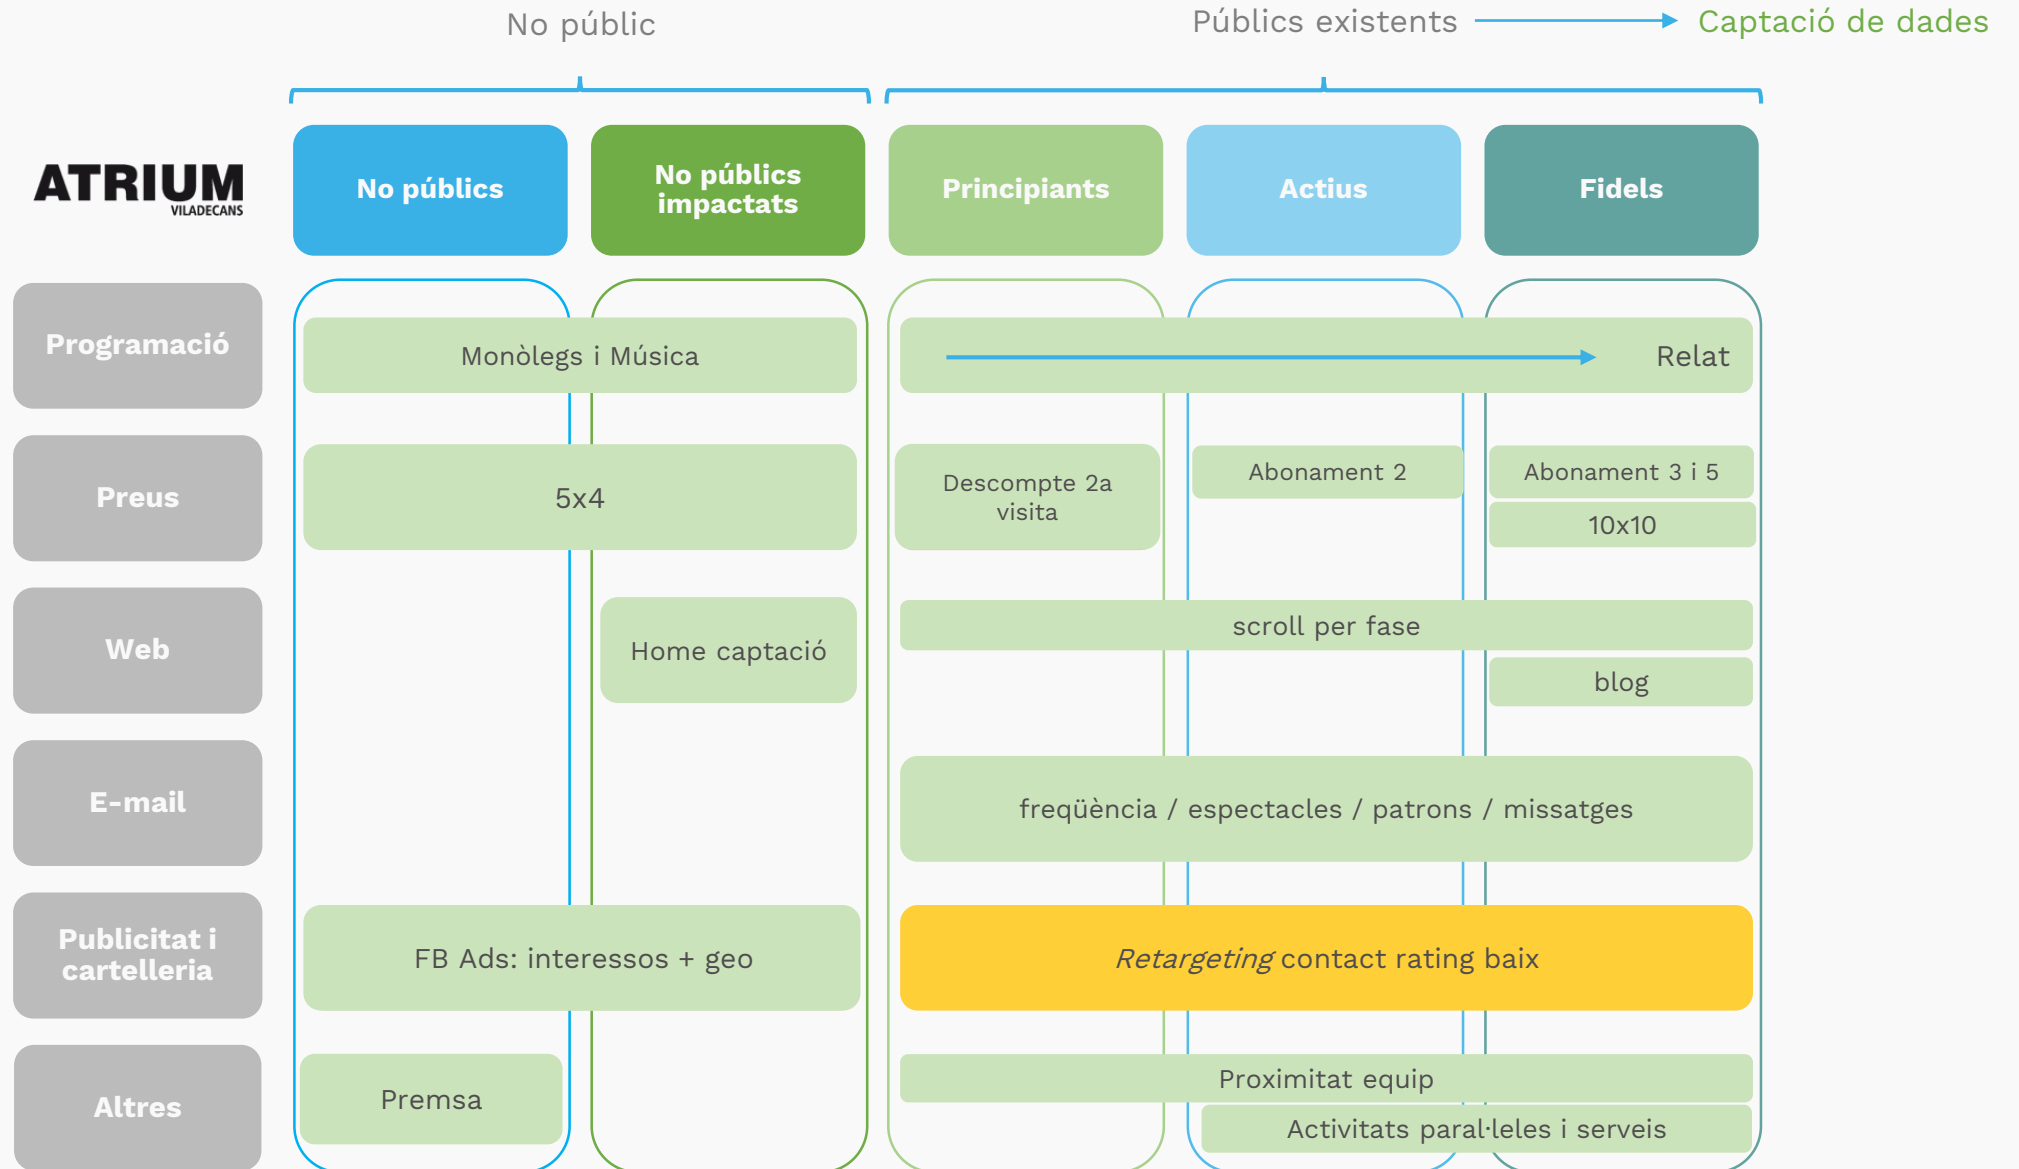 No públic
Públics existents
Captació de dades
ATRIUM
VILADECANS
No públics
No públics
impactats
Principiants
Actius
Fidels
Programació
Monòlegs i Música
Relat
Preus
5x4
Descompte 2a
visita
Abonament 2
Abonament 3 i 5
10x10
Web
Home captació
scroll per fase
blog
E-mail
freqüència / espectacles / patrons / missatges
Publicitat i
cartelleria
FB Ads: interessos + geo
Retargeting contact rating baix
Altres
Premsa
Proximitat equip
Activitats paral·leles i serveis